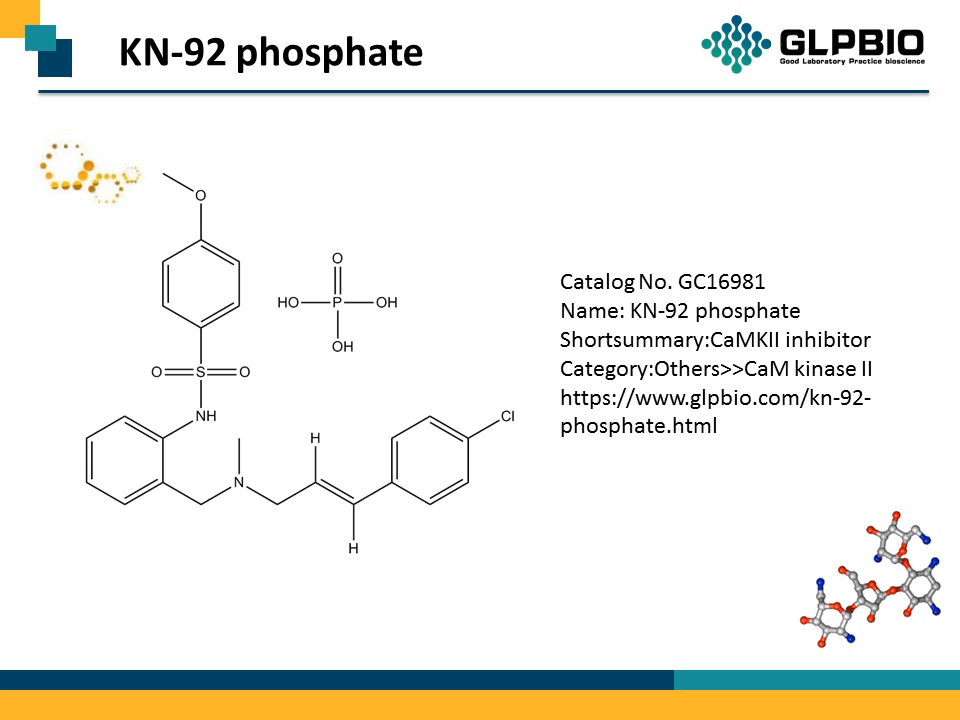 KN-92 phosphate
GLPBIO
Good Laboratory Practice bioscience
O
O
HO
P
OH
OH
O
S
O
NH
Cl
H
N
H
Catalog No. GC16981
Name: KN-92 phosphate
Shortsummary:CaMKII inhibitor
Category:Others>>CaM kinase II
https://www.glpbio.com/kn-92-
phosphate.html